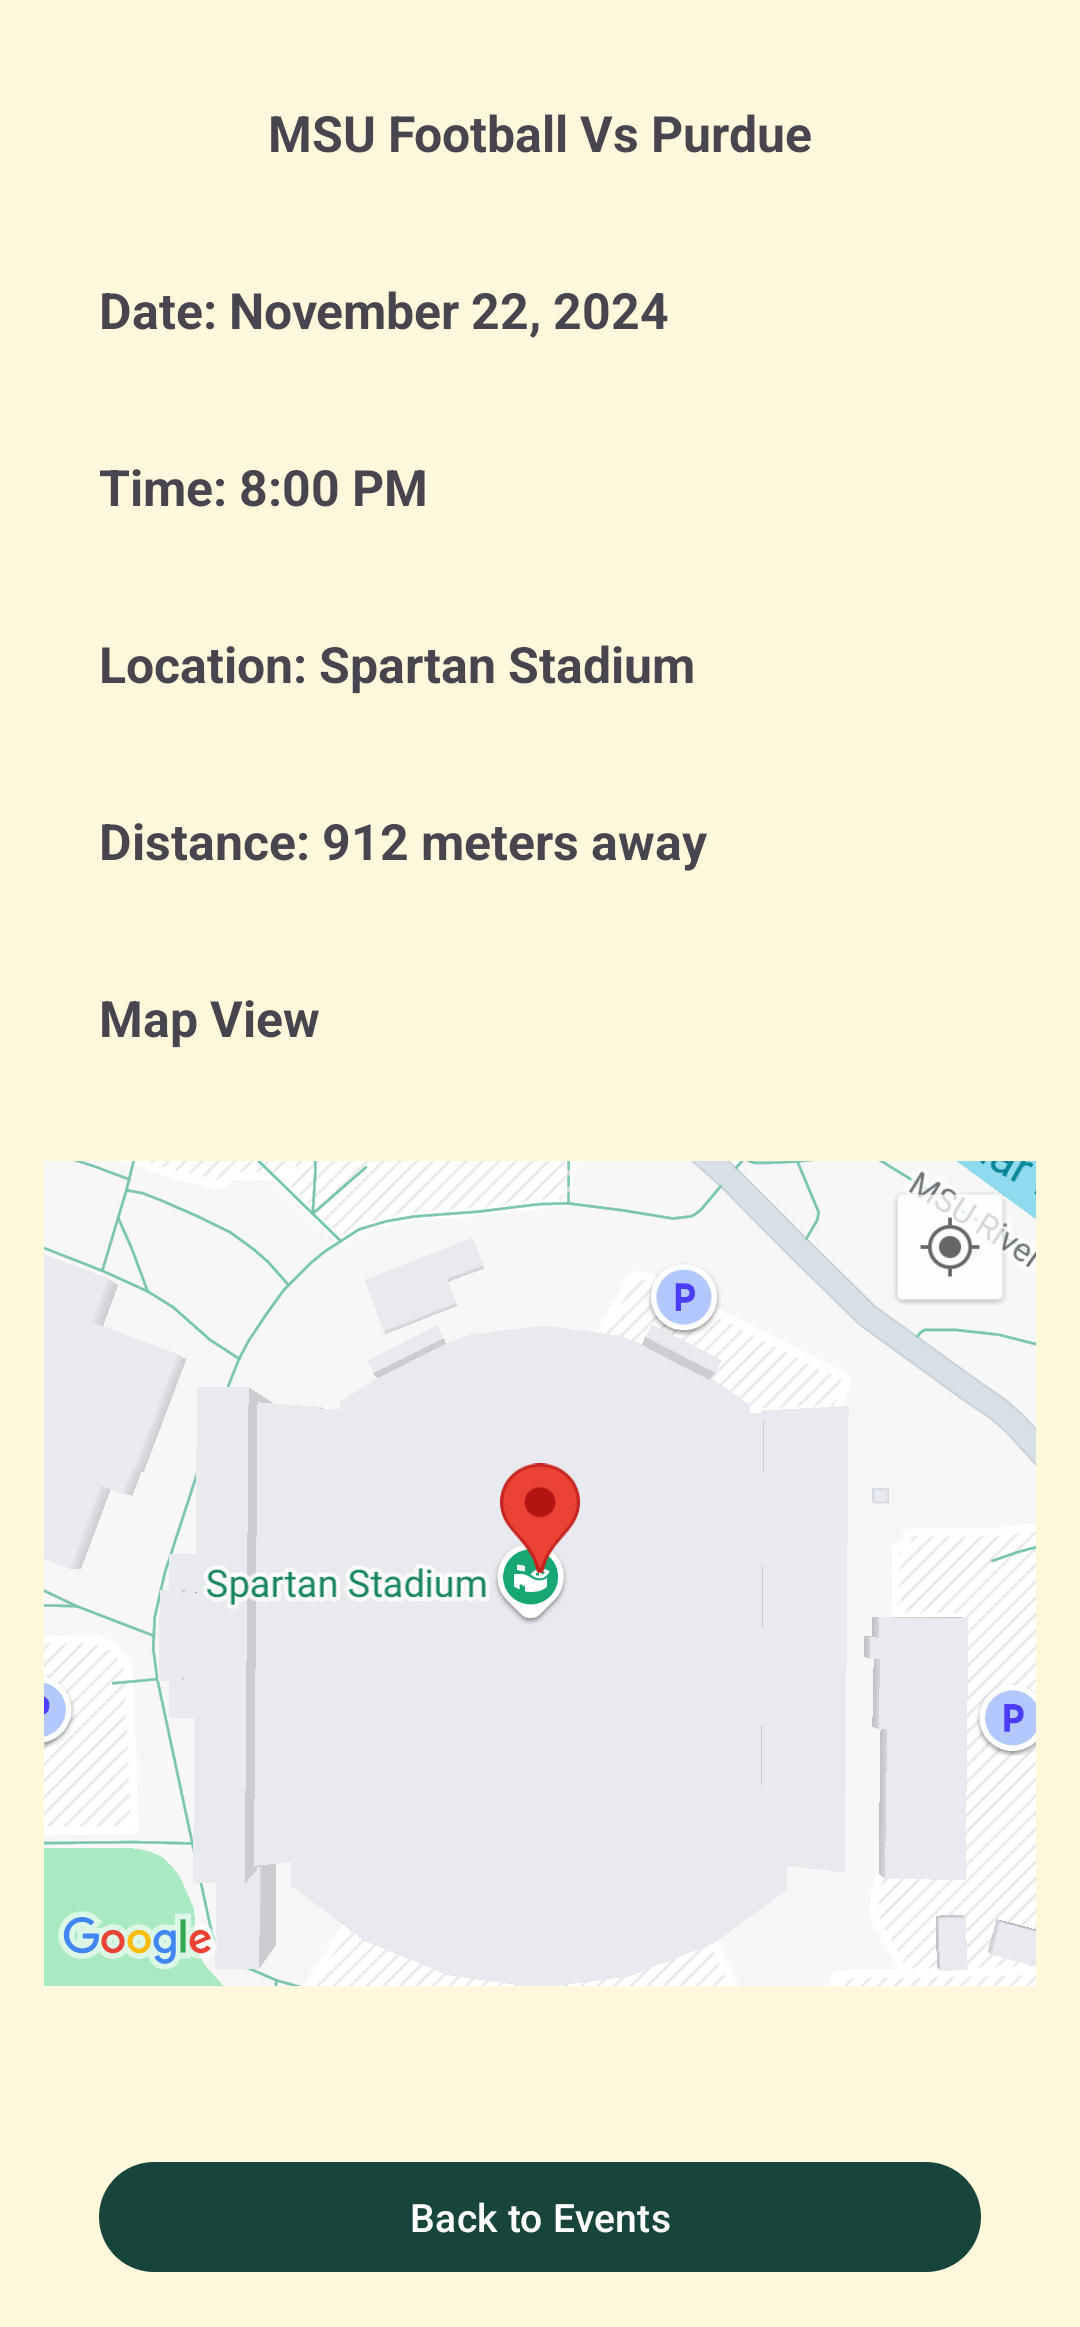 MSU Football Vs Purdue
Date: November 22, 2024
Time: 8:00 PM
Location: Spartan Stadium
Distance: 912 meters away
Map View
MSU-River
P
Spartan Stadium
P
Google
Back to Events